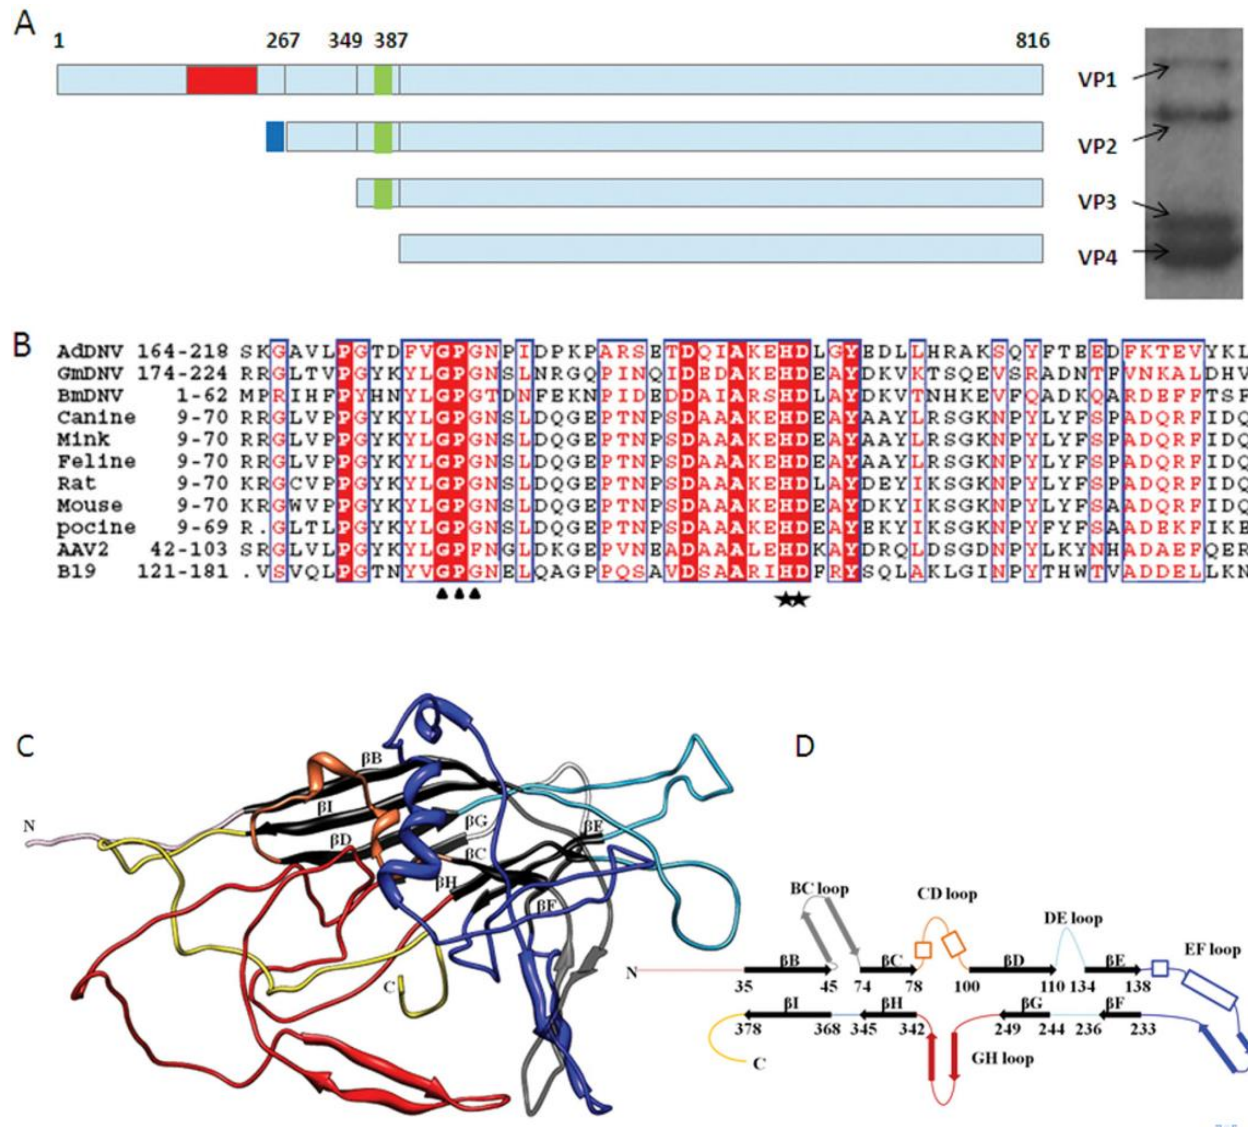 A
1 267 349 387 816
VP1
VP2
VP3
VP4
B
AdDNV 164-218 SKGAVLPGTDFVGPGNPIDPKPARSETDQIAKEHDLGYEDLLHRAKSQYFTEEDFKTEVYKL
GmDNV 174-224 RRGLTVPGYKYLGPGNSLNRGQPINQIDEDAKEHDEAYDKVKTSQEVSRADNTFVNKALDHV
BmDNV 1-62 MPRIHFPYHNYLGPGTDNFEKNPIDEDDAIARSHDLAYDKVTNHKEVFQADKQARDEFFTSF
Canine 9-70 RRGLVPPGYKYLGPGNSLDQGEPTNPSDAAAKEHDEAYAAYLRSGKNPYLYFSPADQRFIDQ
Mink 9-70 RRGLVPPGYKYLGPGNSLDQGEPTNPSDAAAKEHDEAYAAYLRSGKNPYLYFSPADQRFIDQ
Feline 9-70 RRGLVPPGYKYLGPGNSLDQGEPTNPSDAAAKEHDEAYAAYLRSGKNPYLYFSPADQRFIDQ
Rat 9-70 KRGCVPPGYKYLGPGNSLDQGEPTNPSDAAAKEHDEAYDEYIKSGKNPYLYFSPADQRFIDQ
Mouse 9-70 KRGWVPPGYKYLGPGNSLDQGEPTNPSDAAAKEHDEAYDKYIKSGKNPYLYFSAADQRFIDQ
pocine 9-69 R.GLTLPGYKYLGPGNSLDQGEPTNPSDAAAKEHDEAYEKYIKSGKNPYFYFSAADEKFIKE
AAV2 42-103 SRGLVLPGYKYLGPFNGLDKGEPVNEADAAALEHDKAYDRQLDSGDNPYLKYNHADAEFQER
B19 121-181 .VSVQLPGTNYVGPGNELQAGPPQSAVDSAARIHDFRYSQLAKLGINPYTHWTVADDELLKN
C
D
βB
βI
βD
βG
βC
βH
βE
βF
N
C
BC loop
CD loop
DE loop
EF loop
N βB βC βD βE
35 45 74 78 100 110 134 138
βI βH βG βF
378 368 345 342 249 244 236 233
C
GH loop